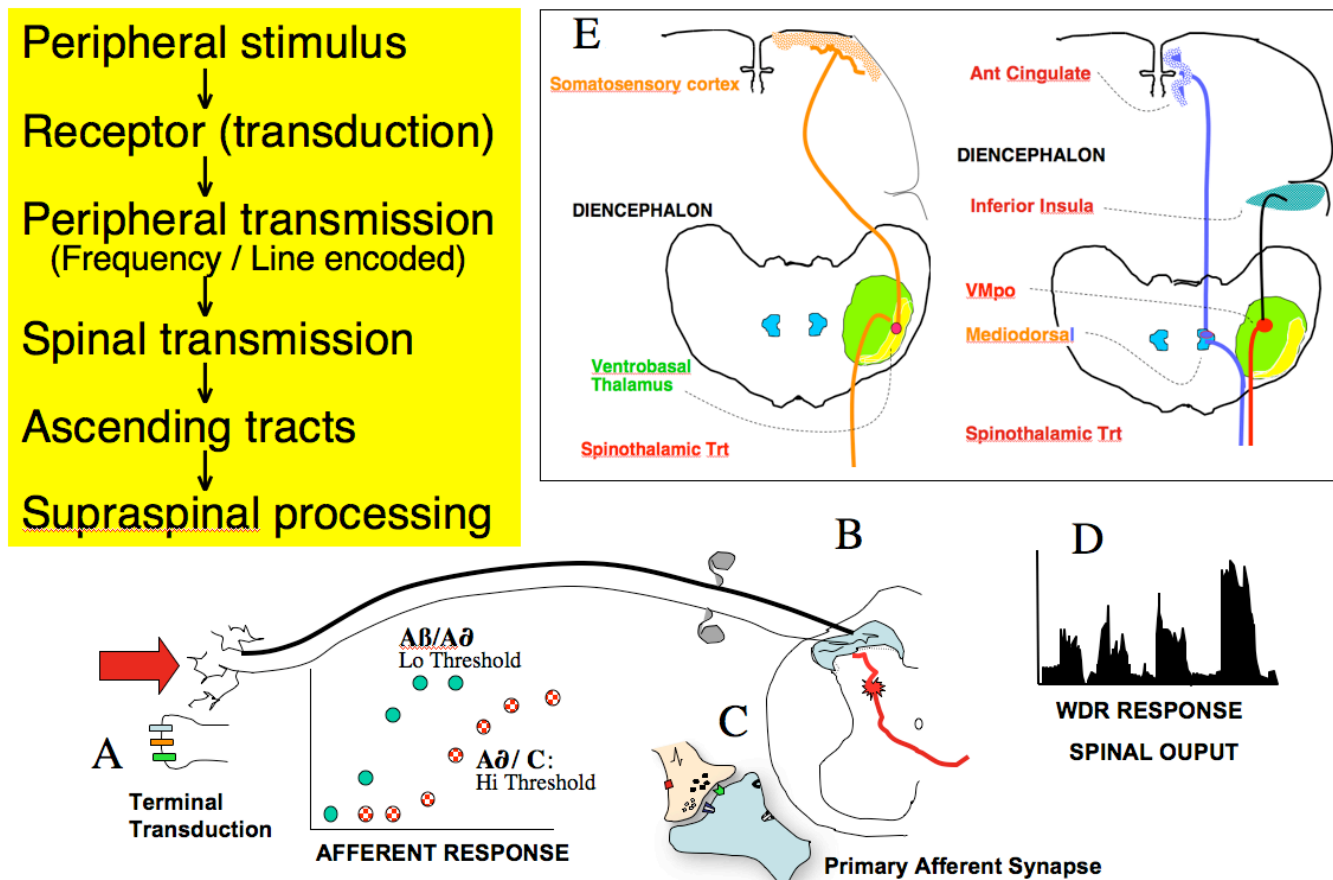 Peripheral stimulus
Receptor (transduction)
Peripheral transmission
(Frequency / Line encoded)
Spinal transmission
Ascending tracts
Supraspinal processing
E
Somatosensory cortex
DIENCEPHALON
Ventrobasal
Thalamus
Spinothalamic Trt
Ant Cingulate
DIENCEPHALON
Inferior Insula
VMpo
Mediodorsal
Spinothalamic Trt
B
D
WDR RESPONSE
SPINAL OUPUT
Aß/A∂
Lo Threshold
A∂/ C:
Hi Threshold
A
Terminal
Transduction
AFFERENT RESPONSE
C
Primary Afferent Synapse